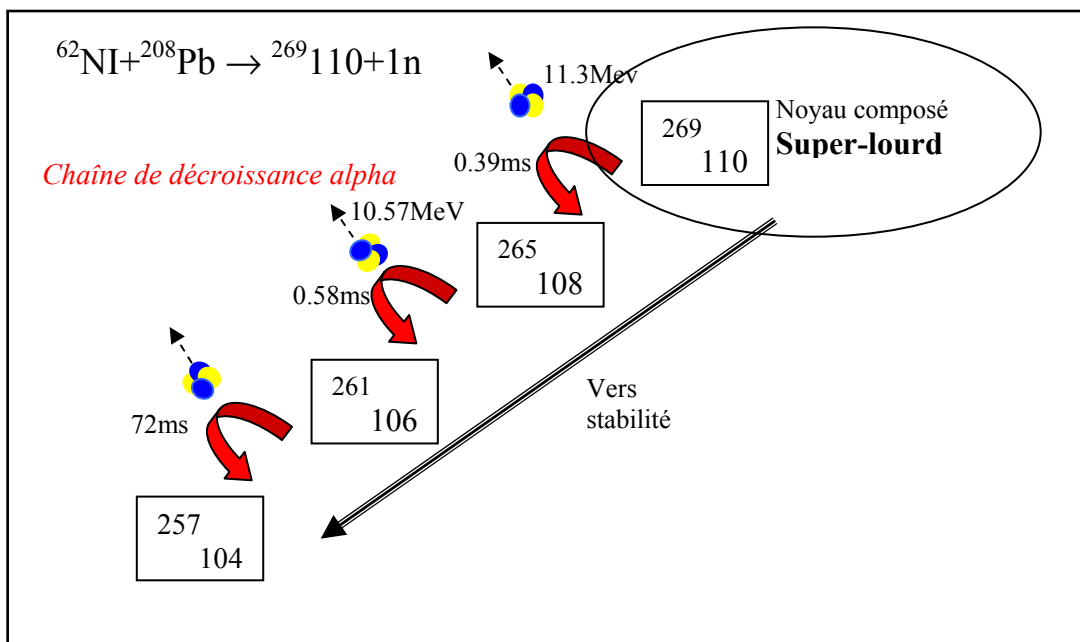 ⁶²NI+²⁰⁸Pb → ²⁶⁹110+1n
11.3Mev
Noyau composé
Super-lourd
269
110
0.39ms
Chaîne de décroissance alpha
10.57MeV
265
108
0.58ms
Vers
stabilité
261
106
72ms
257
104